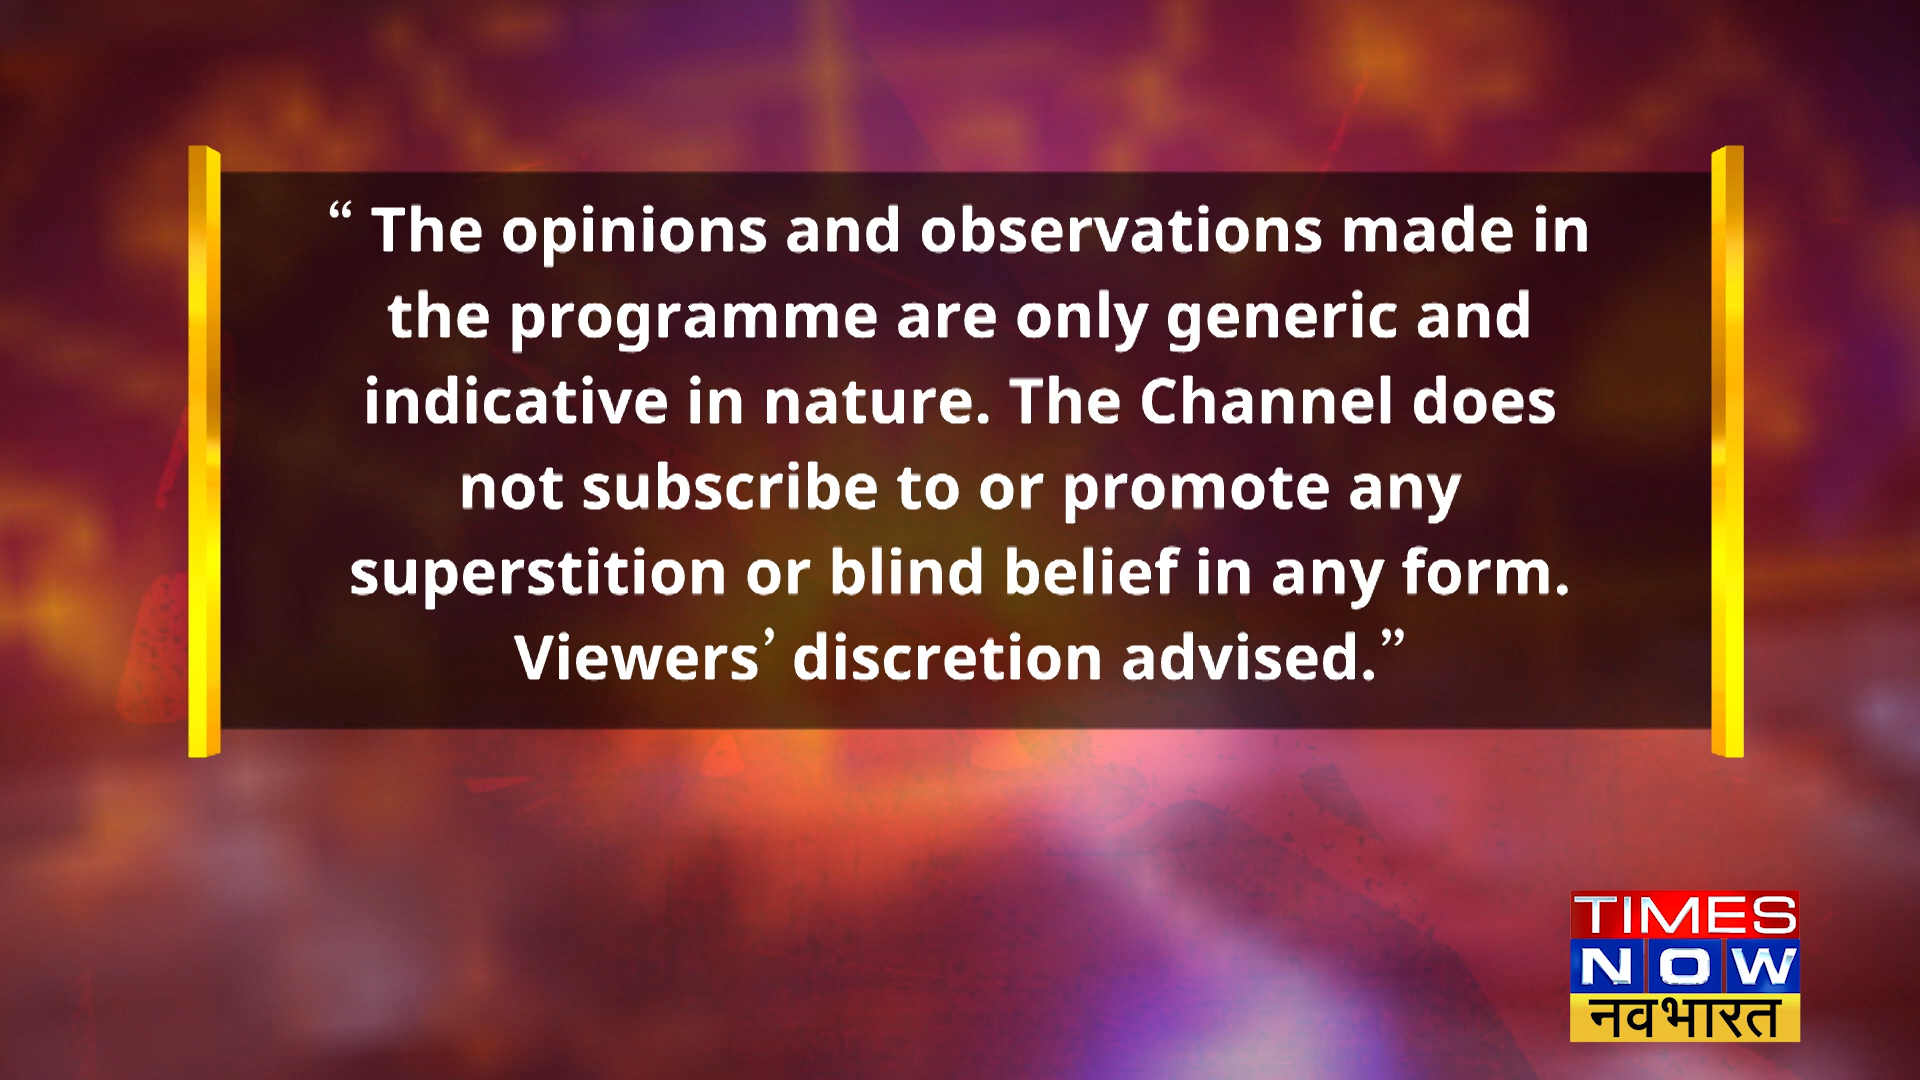 “ The opinions and observations made in
the programme are only generic and
indicative in nature. The Channel does
not subscribe to or promote any
superstition or blind belief in any form.
Viewers’ discretion advised.”
TIMES
NOW
नवभारत